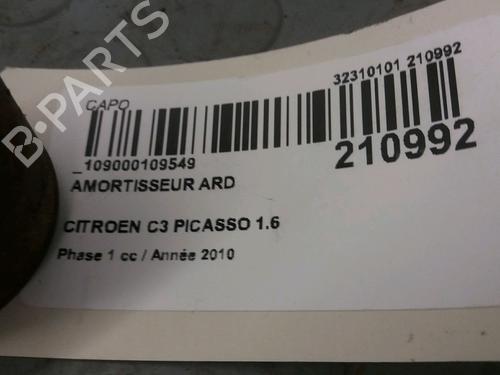 B-PARTS
32310101 210992
CAPO
_109000109549
210992
AMORTISSEUR ARD
CITROEN C3 PICASSO 1.6
Phase 1 cc / Année 2010